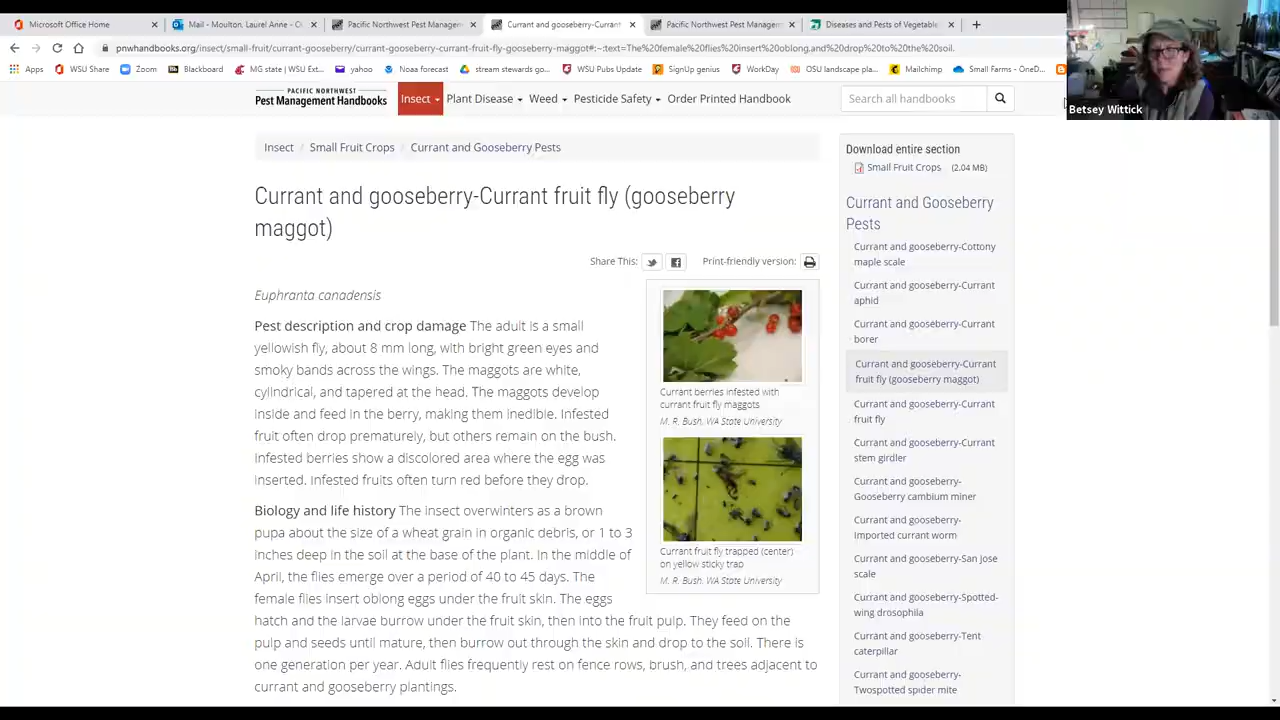 Microsoft Office Home
Mail - Moulton, Laurel Anne - O
Pacific Northwest Pest Managem
Currant and gooseberry-Currant
Pacific Northwest Pest Managem
Diseases and Pests of Vegetable
pnwhandbooks.org/insect/small-fruit/currant-gooseberry/currant-gooseberry-currant-fruit-fly-gooseberry-maggot#:~:text=The%20female%20flies%20insert%20oblong,and%20drop%20to%20the%20soil.
Apps
WSU Share
Zoom
Blackboard
MG state | WSU Ext...
yahoo
Noaa forecast
stream stewards go...
WSU Pubs Update
SignUp genius
WorkDay
OSU landscape pla...
Mailchimp
Small Farms - OneD...
Betsey Wittick
PACIFIC NORTHWEST
Pest Management Handbooks
Insect
Plant Disease
Weed
Pesticide Safety
Order Printed Handbook
Search all handbooks
Insect / Small Fruit Crops / Currant and Gooseberry Pests
Currant and gooseberry-Currant fruit fly (gooseberry
maggot)
Share This:
Print-friendly version:
Euphranta canadensis
Pest description and crop damage The adult is a small
yellowish fly, about 8 mm long, with bright green eyes and
smoky bands across the wings. The maggots are white,
cylindrical, and tapered at the head. The maggots develop
inside and feed in the berry, making them inedible. Infested
fruit often drop prematurely, but others remain on the bush.
Infested berries show a discolored area where the egg was
inserted. Infested fruits often turn red before they drop.
Biology and life history The insect overwinters as a brown
pupa about the size of a wheat grain in organic debris, or 1 to 3
inches deep in the soil at the base of the plant. In the middle of
April, the flies emerge over a period of 40 to 45 days. The
female flies insert oblong eggs under the fruit skin. The eggs
hatch and the larvae burrow under the fruit skin, then into the fruit pulp. They feed on the
pulp and seeds until mature, then burrow out through the skin and drop to the soil. There is
one generation per year. Adult flies frequently rest on fence rows, brush, and trees adjacent to
currant and gooseberry plantings.
Currant berries infested with
currant fruit fly maggots
M. R. Bush, WA State University
Currant fruit fly trapped (center)
on yellow sticky trap
M. R. Bush, WA State University
Download entire section
Small Fruit Crops (2.04 MB)
Currant and Gooseberry
Pests
Currant and gooseberry-Cottony
maple scale
Currant and gooseberry-Currant
aphid
Currant and gooseberry-Currant
borer
Currant and gooseberry-Currant
fruit fly (gooseberry maggot)
Currant and gooseberry-Currant
fruit fly
Currant and gooseberry-Currant
stem girdler
Currant and gooseberry-
Gooseberry cambium miner
Currant and gooseberry-
Imported currant worm
Currant and gooseberry-San Jose
scale
Currant and gooseberry-Spotted-
wing drosophila
Currant and gooseberry-Tent
caterpillar
Currant and gooseberry-
Twospotted spider mite